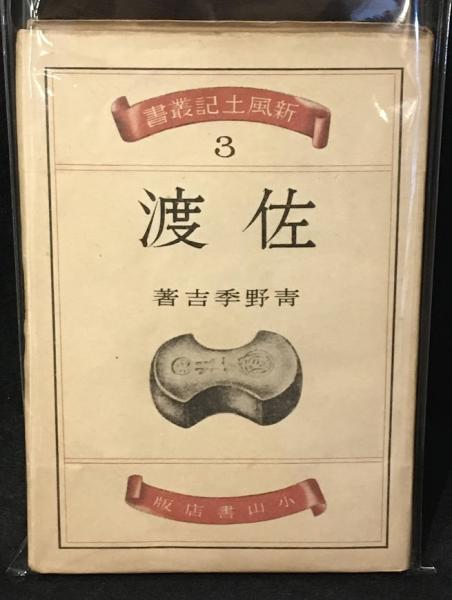 新風土記叢書
3
佐渡
青野季吉著
小山書店版